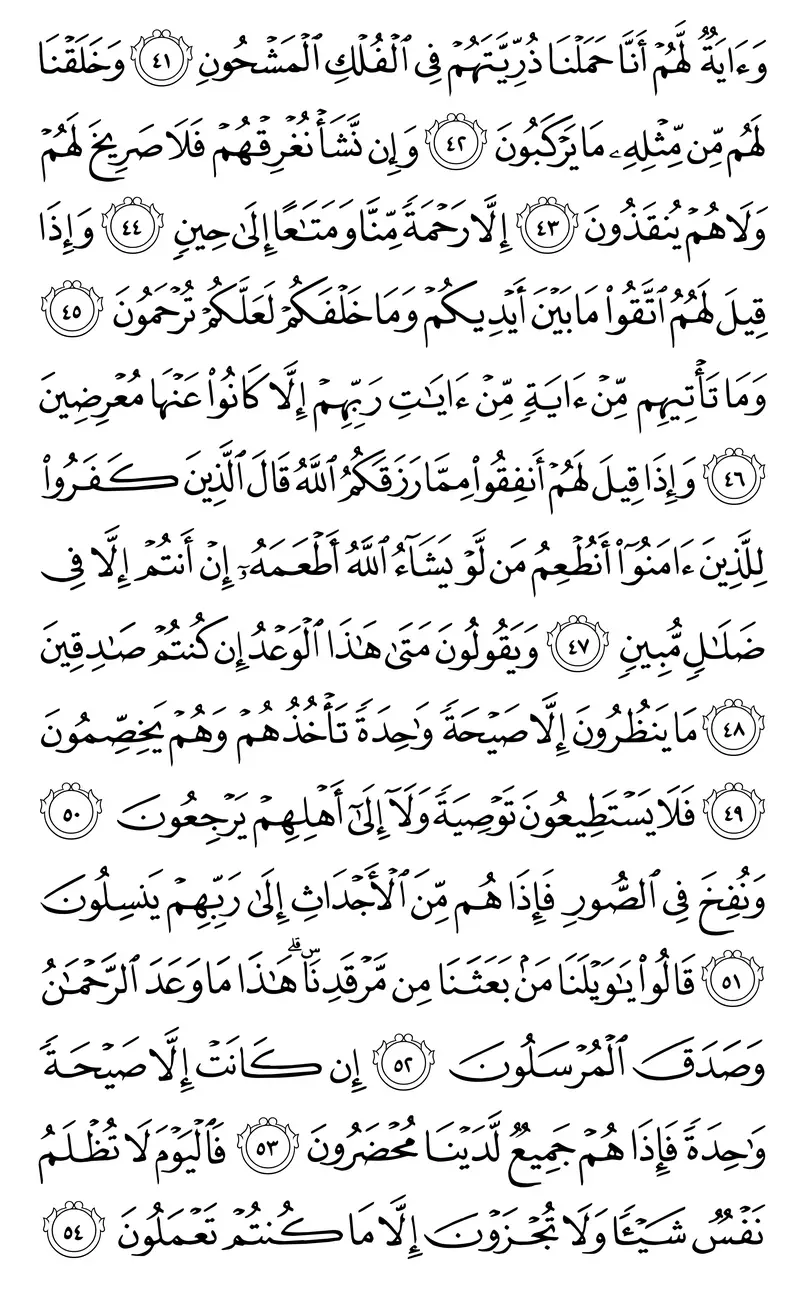 وَءَايَةٌ لَّهُمْ أَنَّا حَمَلْنَا ذُرِّيَّتَهُمْ فِى ٱلْفُلْكِ ٱلْمَشْحُونِ ٤١ وَخَلَقْنَا
لَهُم مِّن مِّثْلِهِۦ مَا يَرْكَبُونَ ٤٢ وَإِن نَّشَأْ نُغْرِقْهُمْ فَلَا صَرِيخَ لَهُمْ
وَلَا هُمْ يُنقَذُونَ ٤٣ إِلَّا رَحْمَةً مِّنَّا وَمَتَـٰعًا إِلَىٰ حِينٍ ٤٤ وَإِذَا
قِيلَ لَهُمُ ٱتَّقُوا۟ مَا بَيْنَ أَيْدِيكُمْ وَمَا خَلْفَكُمْ لَعَلَّكُمْ تُرْحَمُونَ ٤٥
وَمَا تَأْتِيهِم مِّنْ ءَايَةٍ مِّنْ ءَايَـٰتِ رَبِّهِمْ إِلَّا كَانُوا۟ عَنْهَا مُعْرِضِينَ
٤٦ وَإِذَا قِيلَ لَهُمْ أَنفِقُوا۟ مِمَّا رَزَقَكُمُ ٱللَّهُ قَالَ ٱلَّذِينَ كَفَرُوا۟
لِلَّذِينَ ءَامَنُوٓا۟ أَنُطْعِمُ مَن لَّوْ يَشَآءُ ٱللَّهُ أَطْعَمَهُۥٓ إِنْ أَنتُمْ إِلَّا فِى
ضَلَـٰلٍ مُّبِينٍ ٤٧ وَيَقُولُونَ مَتَىٰ هَـٰذَا ٱلْوَعْدُ إِن كُنتُمْ صَـٰدِقِينَ
٤٨ مَا يَنظُرُونَ إِلَّا صَيْحَةً وَٰحِدَةً تَأْخُذُهُمْ وَهُمْ يَخِصِّمُونَ
٤٩ فَلَا يَسْتَطِيعُونَ تَوْصِيَةً وَلَآ إِلَىٰٓ أَهْلِهِمْ يَرْجِعُونَ ٥٠
وَنُفِخَ فِى ٱلصُّورِ فَإِذَا هُم مِّنَ ٱلْأَجْدَاثِ إِلَىٰ رَبِّهِمْ يَنسِلُونَ
٥١ قَالُوا۟ يَـٰوَيْلَنَا مَنۢ بَعَثَنَا مِن مَّرْقَدِنَا ۜ ۗ هَـٰذَا مَا وَعَدَ ٱلرَّحْمَـٰنُ
وَصَدَقَ ٱلْمُرْسَلُونَ ٥٢ إِن كَانَتْ إِلَّا صَيْحَةً
وَٰحِدَةً فَإِذَا هُمْ جَمِيعٌ لَّدَيْنَا مُحْضَرُونَ ٥٣ فَٱلْيَوْمَ لَا تُظْلَمُ
نَفْسٌ شَيْـًٔا وَلَا تُجْزَوْنَ إِلَّا مَا كُنتُمْ تَعْمَلُونَ ٥٤